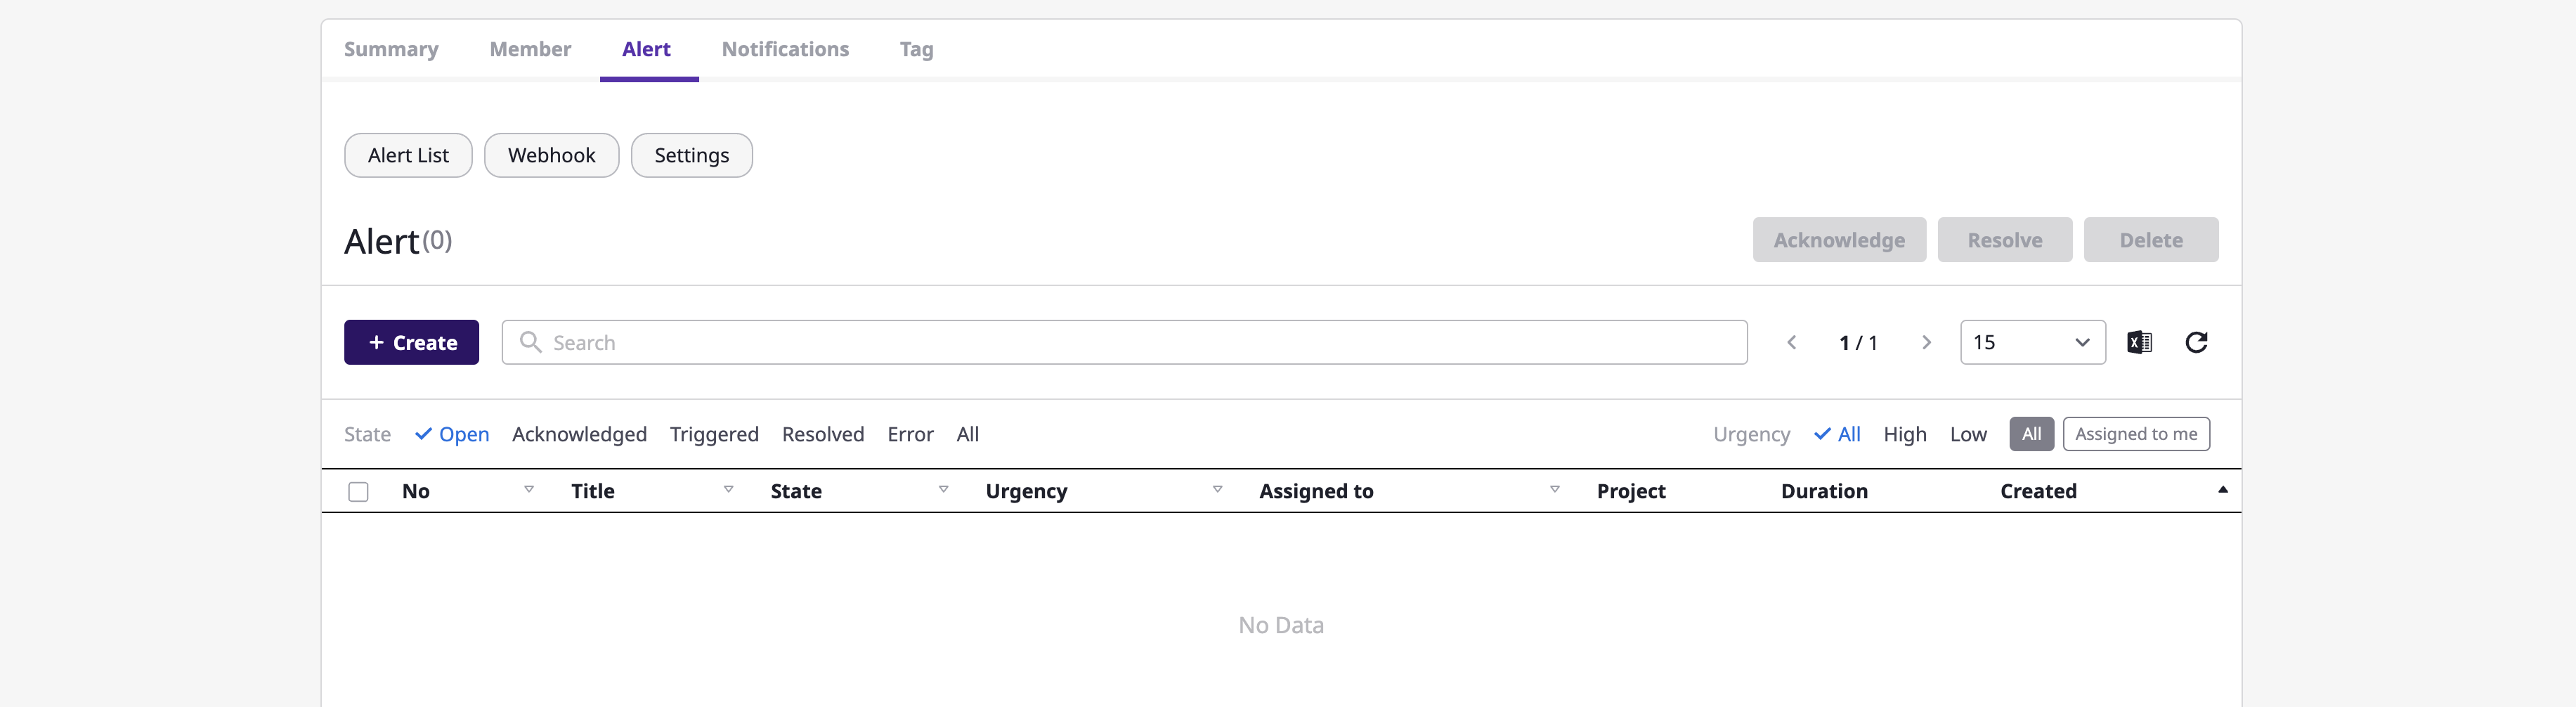 Summary Member Alert Notifications Tag
Alert List Webhook Settings
Alert (0) Acknowledge Resolve Delete
+ Create Search 1 / 1 15
State Open Acknowledged Triggered Resolved Error All Urgency All High Low All Assigned to me
No Title State Urgency Assigned to Project Duration Created
No Data